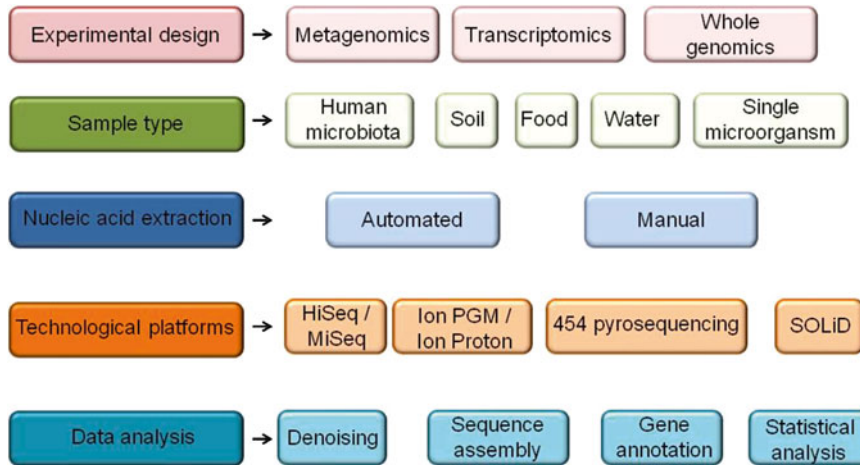 Experimental design
Metagenomics
Transcriptomics
Whole
genomics
Sample type
Human
microbiota
Soil
Food
Water
Single
microorgansm
Nucleic acid extraction
Automated
Manual
Technological platforms
HiSeq /
MiSeq
Ion PGM /
Ion Proton
454 pyrosequencing
SOLiD
Data analysis
Denoising
Sequence
assembly
Gene
annotation
Statistical
analysis